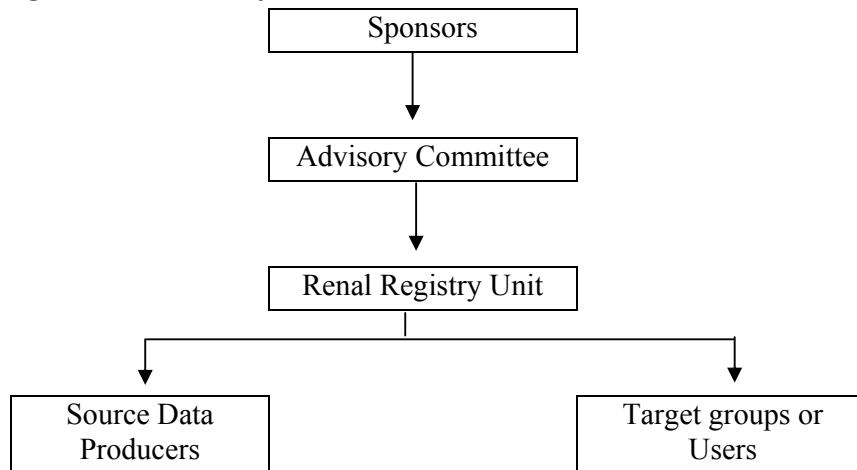 Sponsors
Advisory Committee
Renal Registry Unit
Source Data
Producers
Target groups or
Users